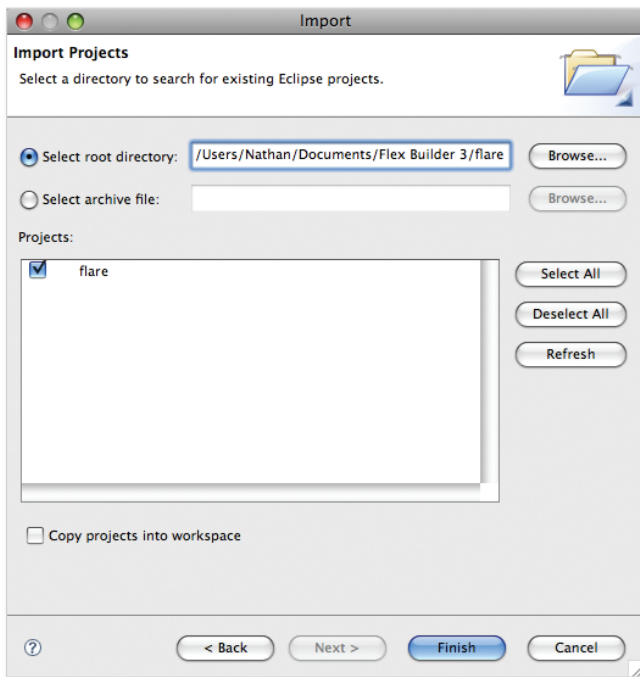 Import
Import Projects
Select a directory to search for existing Eclipse projects.
Select root directory: /Users/Nathan/Documents/Flex Builder 3/flare Browse...
Select archive file: Browse...
Projects:
flare
Select All
Deselect All
Refresh
Copy projects into workspace
? < Back Next > Finish Cancel